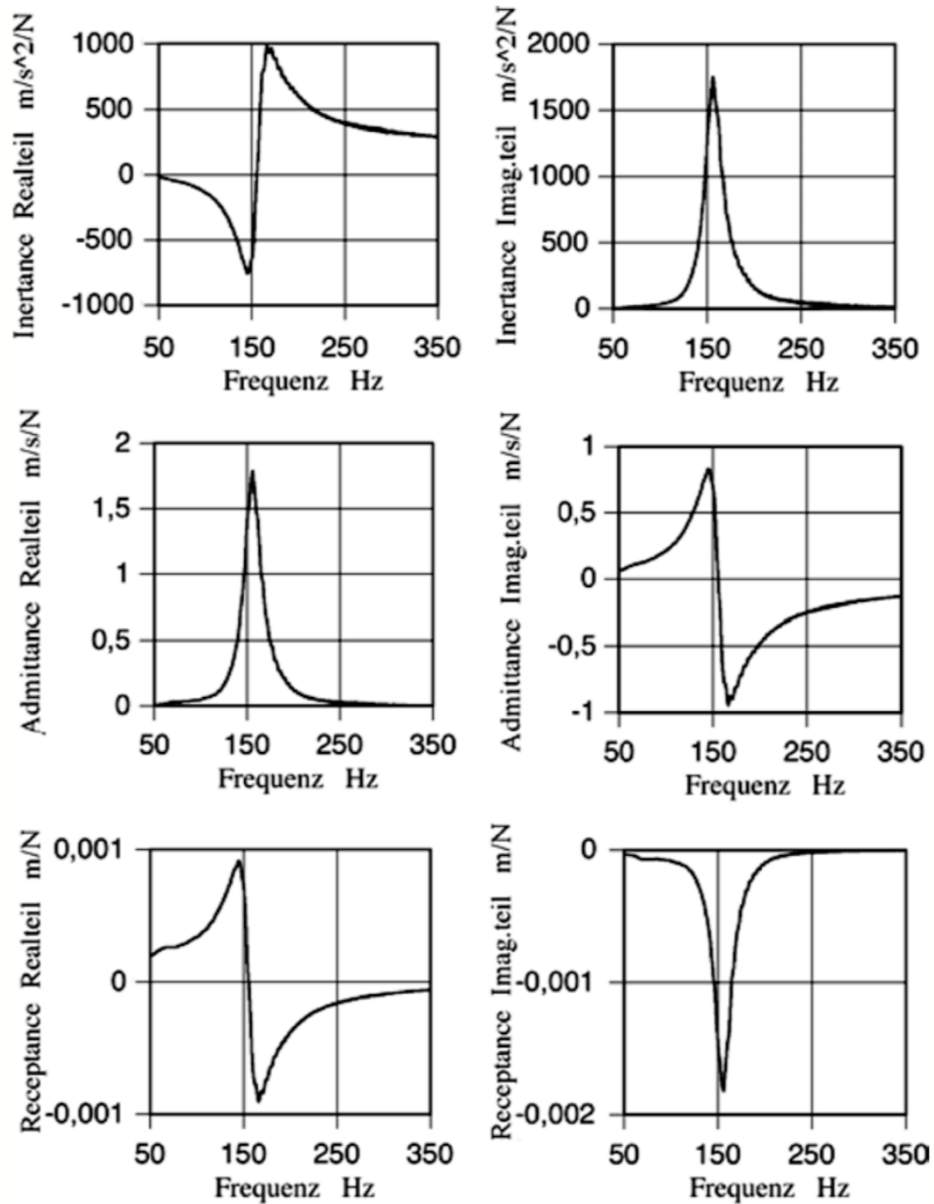 Inertance Realteil m/s^2/N
1000
500
0
-500
-1000
50 150 250 350
Frequenz Hz
Inertance Imag.teil m/s^2/N
2000
1500
1000
500
0
50 150 250 350
Frequenz Hz
Admittance Realteil m/s/N
2
1,5
1
0,5
0
50 150 250 350
Frequenz Hz
Admittance Imag.teil m/s/N
1
0,5
0
-0,5
-1
50 150 250 350
Frequenz Hz
Receptance Realteil m/N
0,001
0
-0,001
50 150 250 350
Frequenz Hz
Receptance Imag.teil m/N
0
-0,001
-0,002
50 150 250 350
Frequenz Hz